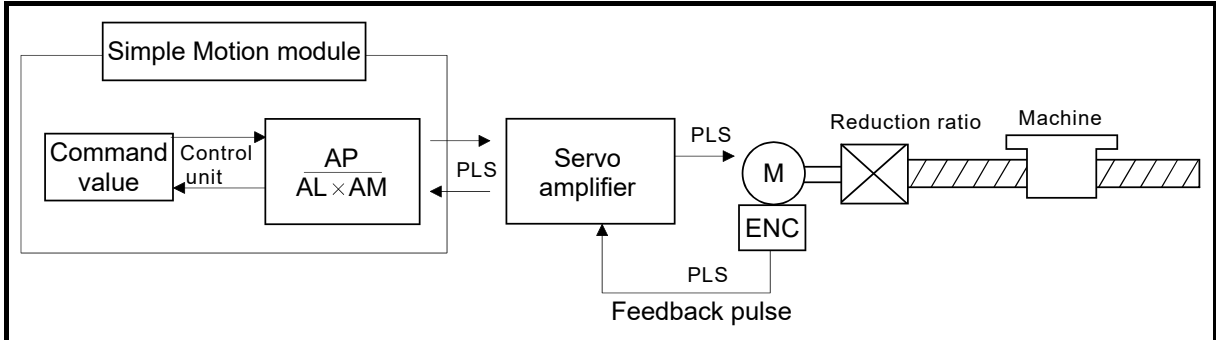 Simple Motion module
Command
value
Control
unit
AP
AL × AM
PLS
Servo
amplifier
PLS
M
ENC
Reduction ratio
Machine
PLS
Feedback pulse